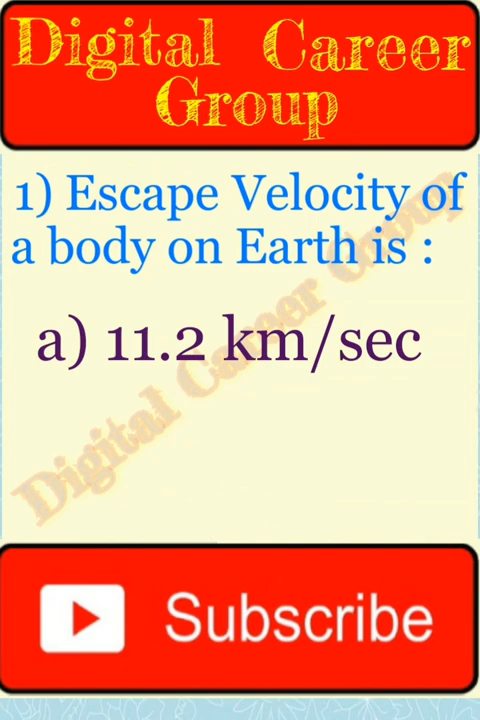 Digital Career
Group
1) Escape Velocity of
a body on Earth is :
a) 11.2 km/sec
Digital Career Group
Subscribe